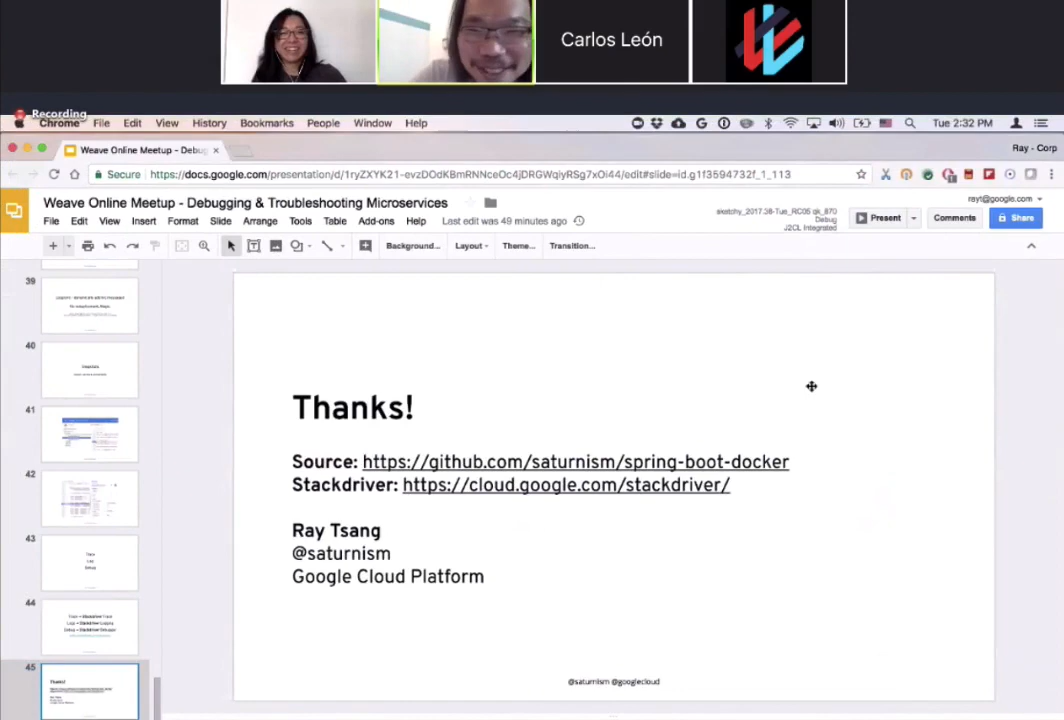 Carlos León
Recording
Chrome File Edit View History Bookmarks People Window Help Tue 2:32 PM
Weave Online Meetup - Debug Ray - Corp
Secure https://docs.google.com/presentation/d/1ryZXYK21-evzDOdKBmRNNceOc4jDRGWqiyRSg7xOi44/edit#slide=id.g1f3594732f_1_113
Weave Online Meetup - Debugging & Troubleshooting Microservices
rayt@google.com
File Edit View Insert Format Slide Arrange Tools Table Add-ons Help Last edit was 49 minutes ago
Debug
J2CL Integrated
Present Comments Share
Background... Layout Theme... Transition...
39
40
41
42
43
44
45
Thanks!
Source: https://github.com/saturnism/spring-boot-docker
Stackdriver: https://cloud.google.com/stackdriver/
Ray Tsang
@saturnism
Google Cloud Platform
@saturnism @googlecloud